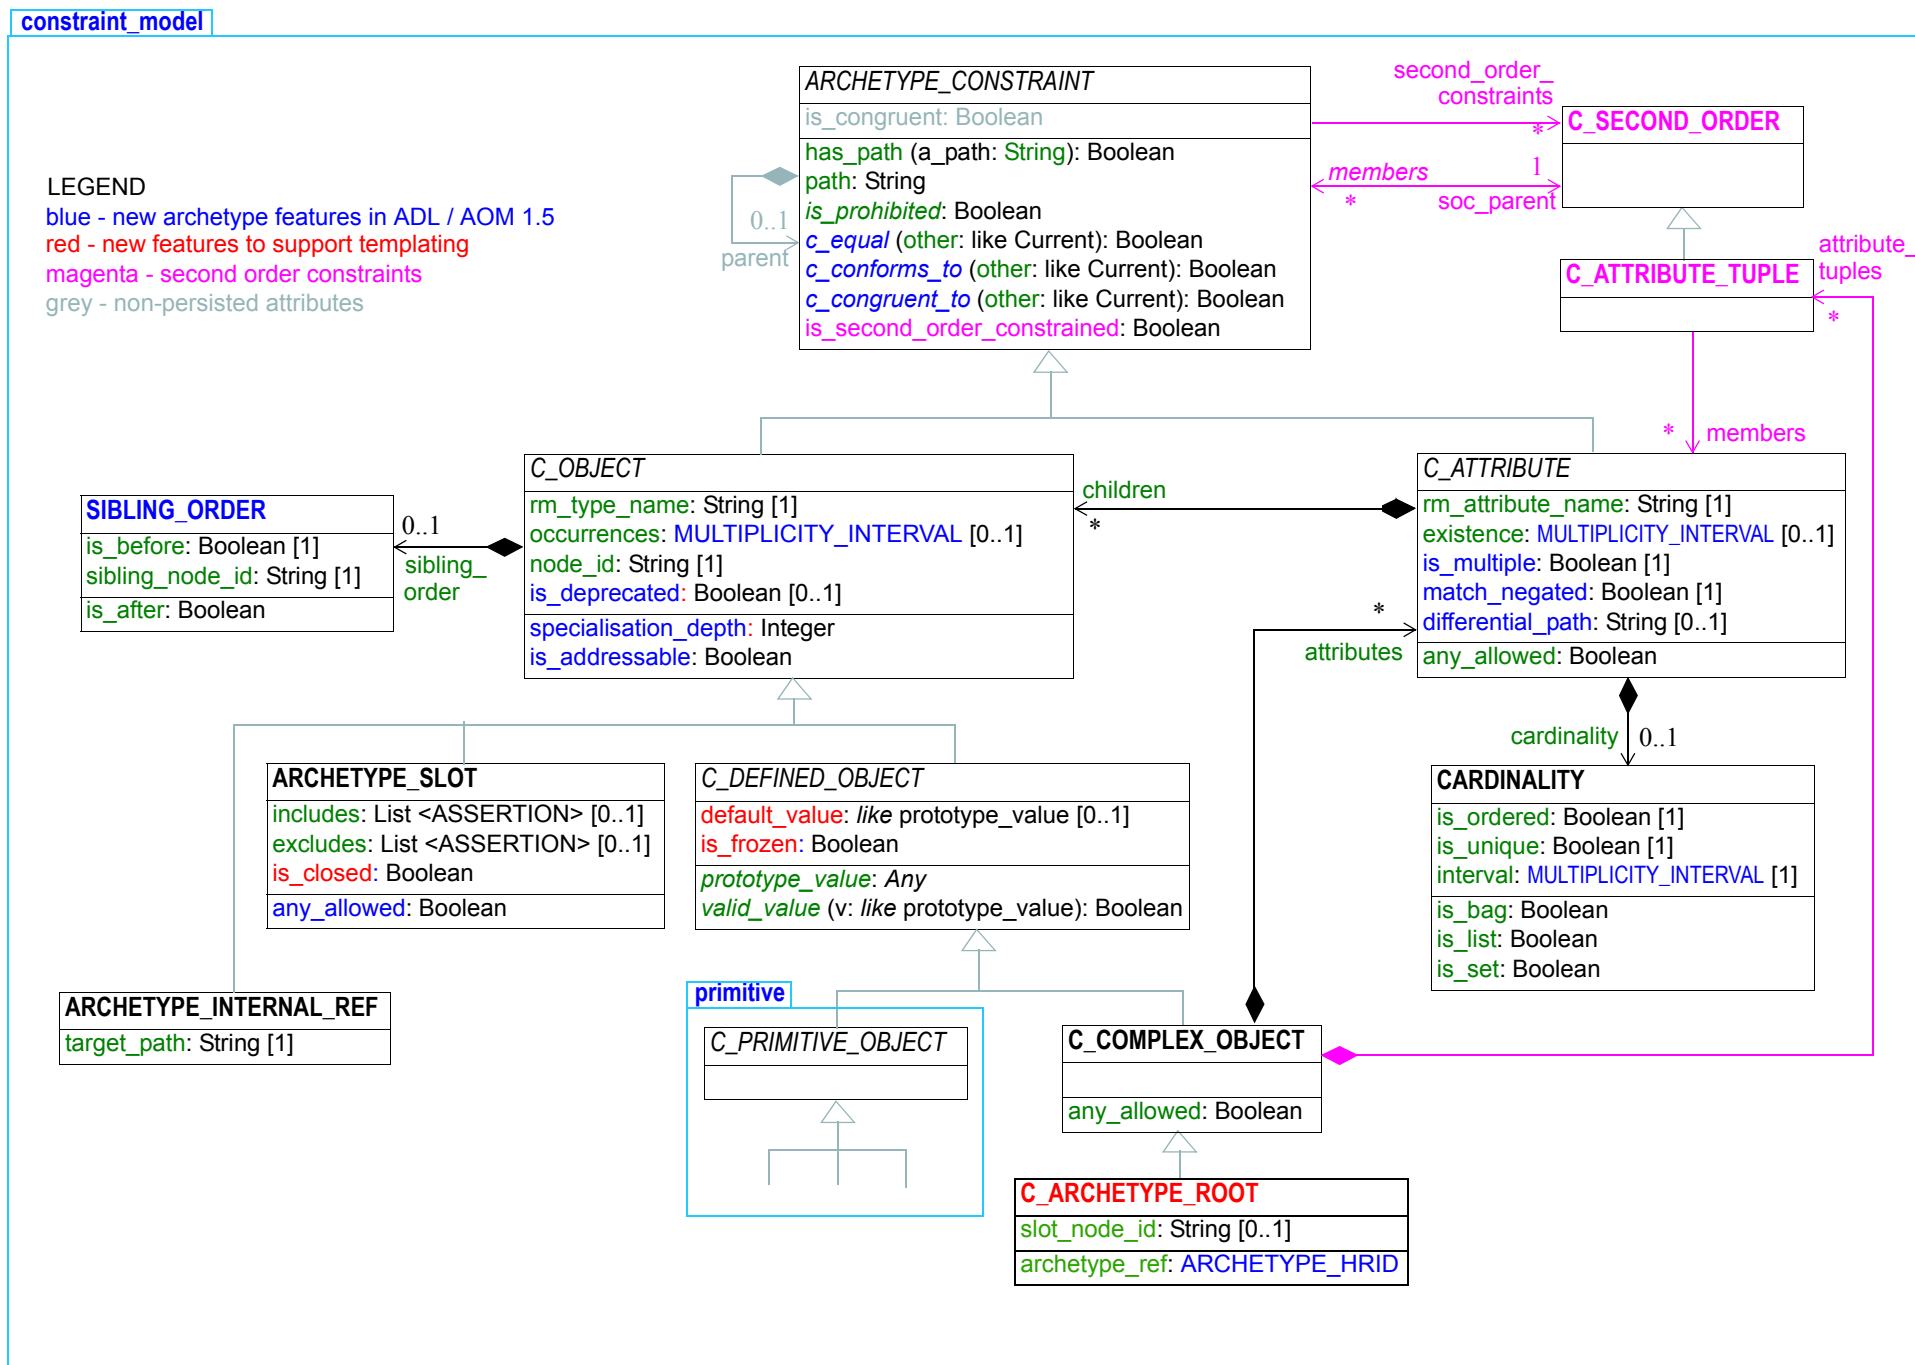 constraint_model
ARCHETYPE_CONSTRAINT
is_congruent: Boolean
has_path (a_path: String): Boolean
path: String
is_prohibited: Boolean
c_equal (other: like Current): Boolean
c_conforms_to (other: like Current): Boolean
c_congruent_to (other: like Current): Boolean
is_second_order_constrained: Boolean
0..1
parent
second_order_
constraints
*
C_SECOND_ORDER
members
1
*
soc_parent
LEGEND
blue - new archetype features in ADL / AOM 1.5
red - new features to support templating
magenta - second order constraints
grey - non-persisted attributes
C_ATTRIBUTE_TUPLE
attribute_
tuples
*
* members
SIBLING_ORDER
is_before: Boolean [1]
sibling_node_id: String [1]
is_after: Boolean
0..1
sibling_
order
C_OBJECT
rm_type_name: String [1]
occurrences: MULTIPLICITY_INTERVAL [0..1]
node_id: String [1]
is_deprecated: Boolean [0..1]
specialisation_depth: Integer
is_addressable: Boolean
children
*
C_ATTRIBUTE
rm_attribute_name: String [1]
existence: MULTIPLICITY_INTERVAL [0..1]
is_multiple: Boolean [1]
match_negated: Boolean [1]
differential_path: String [0..1]
any_allowed: Boolean
*
attributes
cardinality
0..1
ARCHETYPE_SLOT
includes: List <ASSERTION> [0..1]
excludes: List <ASSERTION> [0..1]
is_closed: Boolean
any_allowed: Boolean
C_DEFINED_OBJECT
default_value: like prototype_value [0..1]
is_frozen: Boolean
prototype_value: Any
valid_value (v: like prototype_value): Boolean
CARDINALITY
is_ordered: Boolean [1]
is_unique: Boolean [1]
interval: MULTIPLICITY_INTERVAL [1]
is_bag: Boolean
is_list: Boolean
is_set: Boolean
ARCHETYPE_INTERNAL_REF
target_path: String [1]
primitive
C_PRIMITIVE_OBJECT
C_COMPLEX_OBJECT
any_allowed: Boolean
C_ARCHETYPE_ROOT
slot_node_id: String [0..1]
archetype_ref: ARCHETYPE_HRID